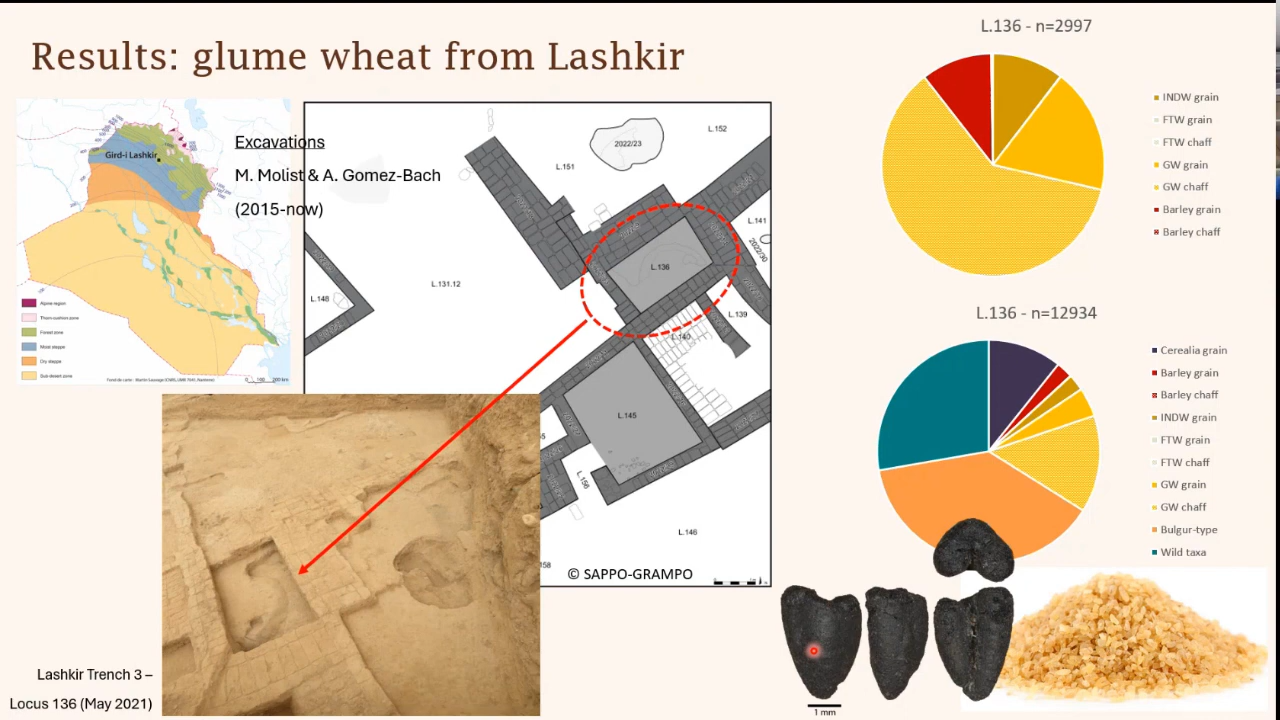 Results: glume wheat from Lashkir
Excavations
M. Molist & A. Gomez-Bach
(2015-now)
Gird-i Lashkir
Alpine region
Thorn cushion zone
Forest zone
Moist steppe
Dry steppe
Sub desert zone
L.152
2022/23
L.151
L.141
2022/30
L.136
L.131.12
L.148
L.139
L.140
L.145
L.156
L.146
© SAPPO-GRAMPO
Lashkir Trench 3 –
Locus 136 (May 2021)
L.136 - n=2997
INDW grain
FTW grain
FTW chaff
GW grain
GW chaff
Barley grain
Barley chaff
L.136 - n=12934
Cerealia grain
Barley grain
Barley chaff
INDW grain
FTW grain
FTW chaff
GW grain
GW chaff
Bulgur-type
Wild taxa
1 mm